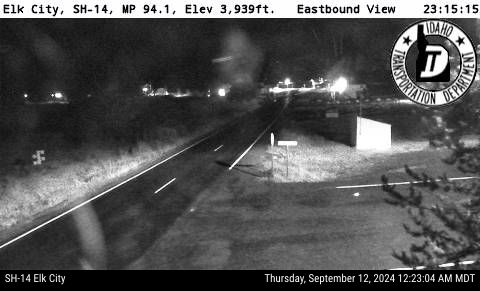 Elk City, SH-14, MP 94.1, Elev 3,939ft. Eastbound View 23:15:15
IDAHO
TRANSPORTATION DEPARTMENT
SH-14 Elk City Thursday, September 12, 2024 12:23:04 AM MDT